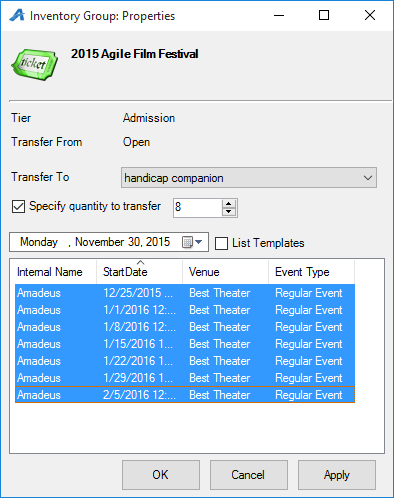 Inventory Group: Properties
ticket
2015 Agile Film Festival
Tier Admission
Transfer From Open
Transfer To handicap companion
Specify quantity to transfer 8
Monday , November 30, 2015 List Templates
Internal Name StartDate Venue Event Type
Amadeus 12/25/2015 ... Best Theater Regular Event
Amadeus 1/1/2016 12:... Best Theater Regular Event
Amadeus 1/8/2016 12:... Best Theater Regular Event
Amadeus 1/15/2016 1... Best Theater Regular Event
Amadeus 1/22/2016 1... Best Theater Regular Event
Amadeus 1/29/2016 1... Best Theater Regular Event
Amadeus 2/5/2016 12:... Best Theater Regular Event
OK Cancel Apply